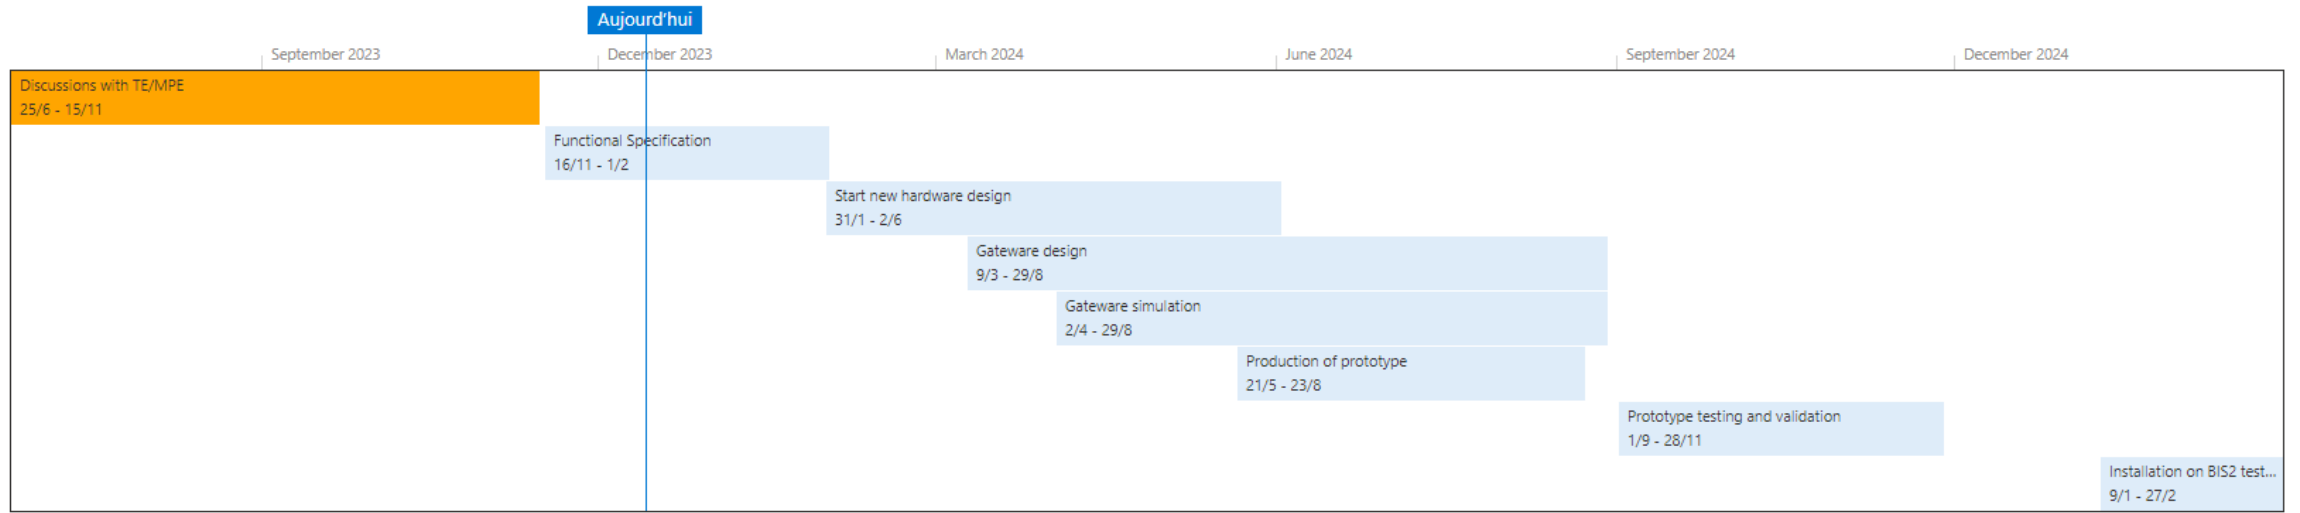 Aujourd'hui
September 2023
December 2023
March 2024
June 2024
September 2024
December 2024
Discussions with TE/MPE
25/6 - 15/11
Functional Specification
16/11 - 1/2
Start new hardware design
31/1 - 2/6
Gateware design
9/3 - 29/8
Gateware simulation
2/4 - 29/8
Production of prototype
21/5 - 23/8
Prototype testing and validation
1/9 - 28/11
Installation on BIS2 test...
9/1 - 27/2